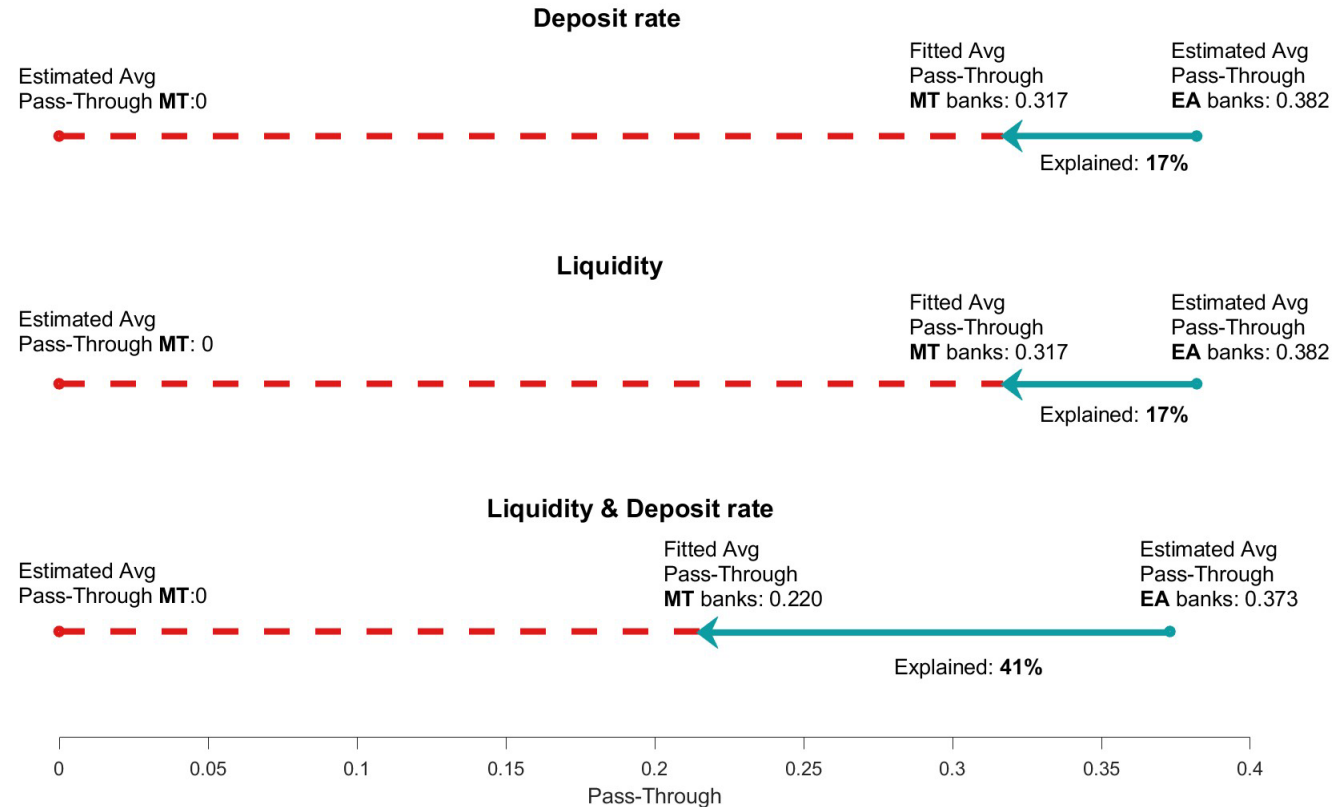 Deposit rate
Estimated Avg
Pass-Through MT:0
Fitted Avg
Pass-Through
MT banks: 0.317
Estimated Avg
Pass-Through
EA banks: 0.382
Explained: 17%
Liquidity
Estimated Avg
Pass-Through MT: 0
Fitted Avg
Pass-Through
MT banks: 0.317
Estimated Avg
Pass-Through
EA banks: 0.382
Explained: 17%
Liquidity & Deposit rate
Estimated Avg
Pass-Through MT:0
Fitted Avg
Pass-Through
MT banks: 0.220
Estimated Avg
Pass-Through
EA banks: 0.373
Explained: 41%
0 0.05 0.1 0.15 0.2 0.25 0.3 0.35 0.4
Pass-Through